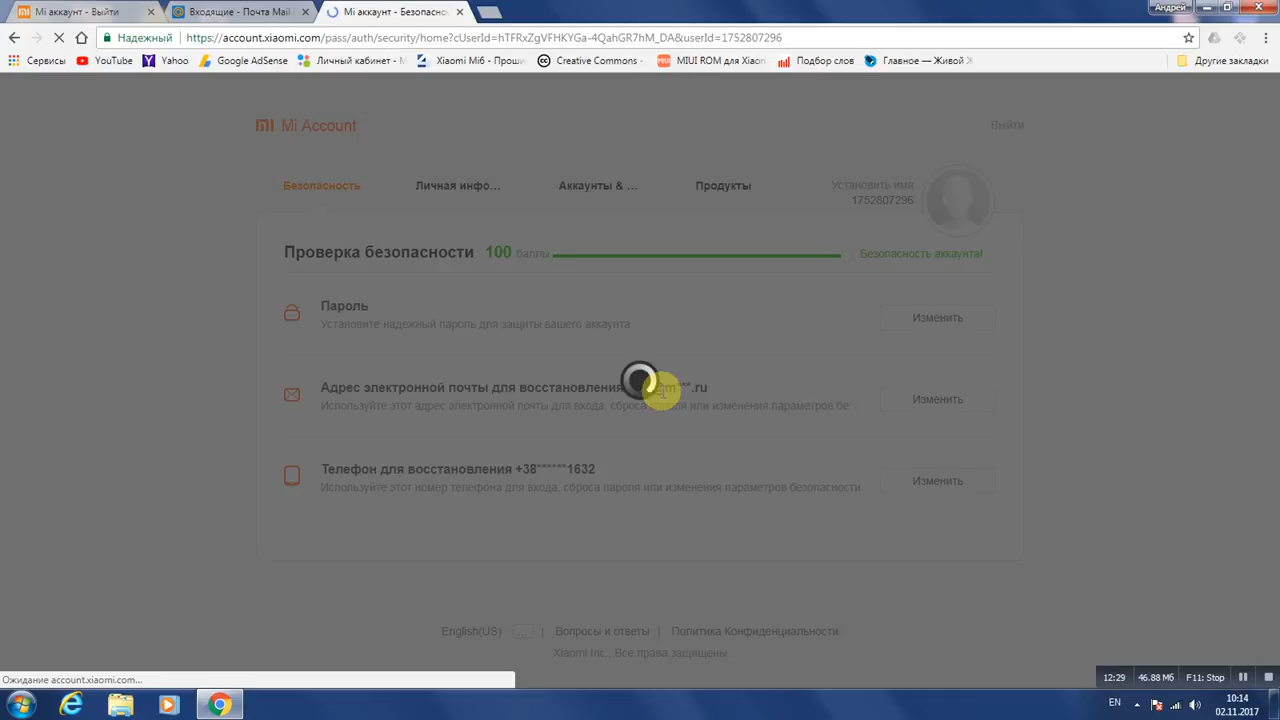 Mi аккаунт - Выйти
Входящие - Почта Mail
Mi аккаунт - Безопаснос
Андрей
Надежный
https://account.xiaomi.com/pass/auth/security/home?cUserId=hTFRxZgVFHKYGa-4QahGR7hM_DA&userId=1752807296
Сервисы
YouTube
Yahoo
Google AdSense
Личный кабинет -
Xiaomi Mi6 - Проши
Creative Commons -
MIUI ROM для Xiaon
Подбор слов
Главное — Живой
Другие закладки
Mi Account
Выйти
Безопасность
Личная инфо...
Аккаунты & ...
Продукты
Установить имя
1752807296
Проверка безопасности 100 баллы
Безопасность аккаунта!
Пароль
Установите надежный пароль для защиты вашего аккаунта
Изменить
Адрес электронной почты для восстановления m***.ru
Используйте этот адрес электронной почты для входа, сброса пароля или изменения параметров бе...
Изменить
Телефон для восстановления +38******1632
Используйте этот номер телефона для входа, сброса пароля или изменения параметров безопасности
Изменить
English(US) ... | Вопросы и ответы | Политика Конфиденциальности
Xiaomi Inc., Все права защищены
Ожидание account.xiaomi.com...
12:29
46.88 Мб
F11: Stop
EN
10:14
02.11.2017